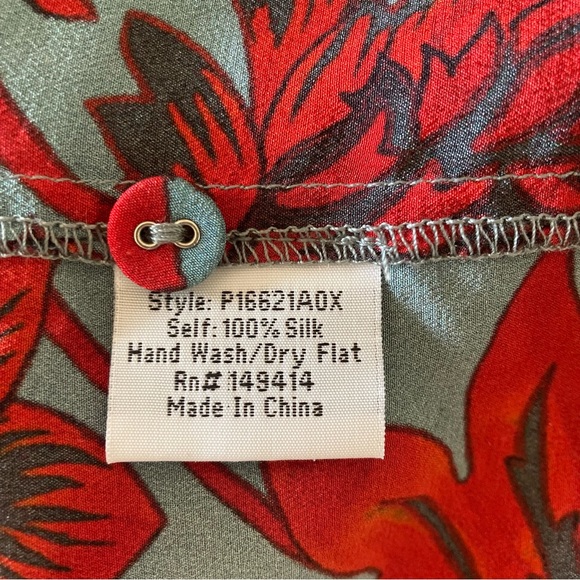 Style: P16621A0X
Self: 100% Silk
Hand Wash/Dry Flat
Rn# 149414
Made In China